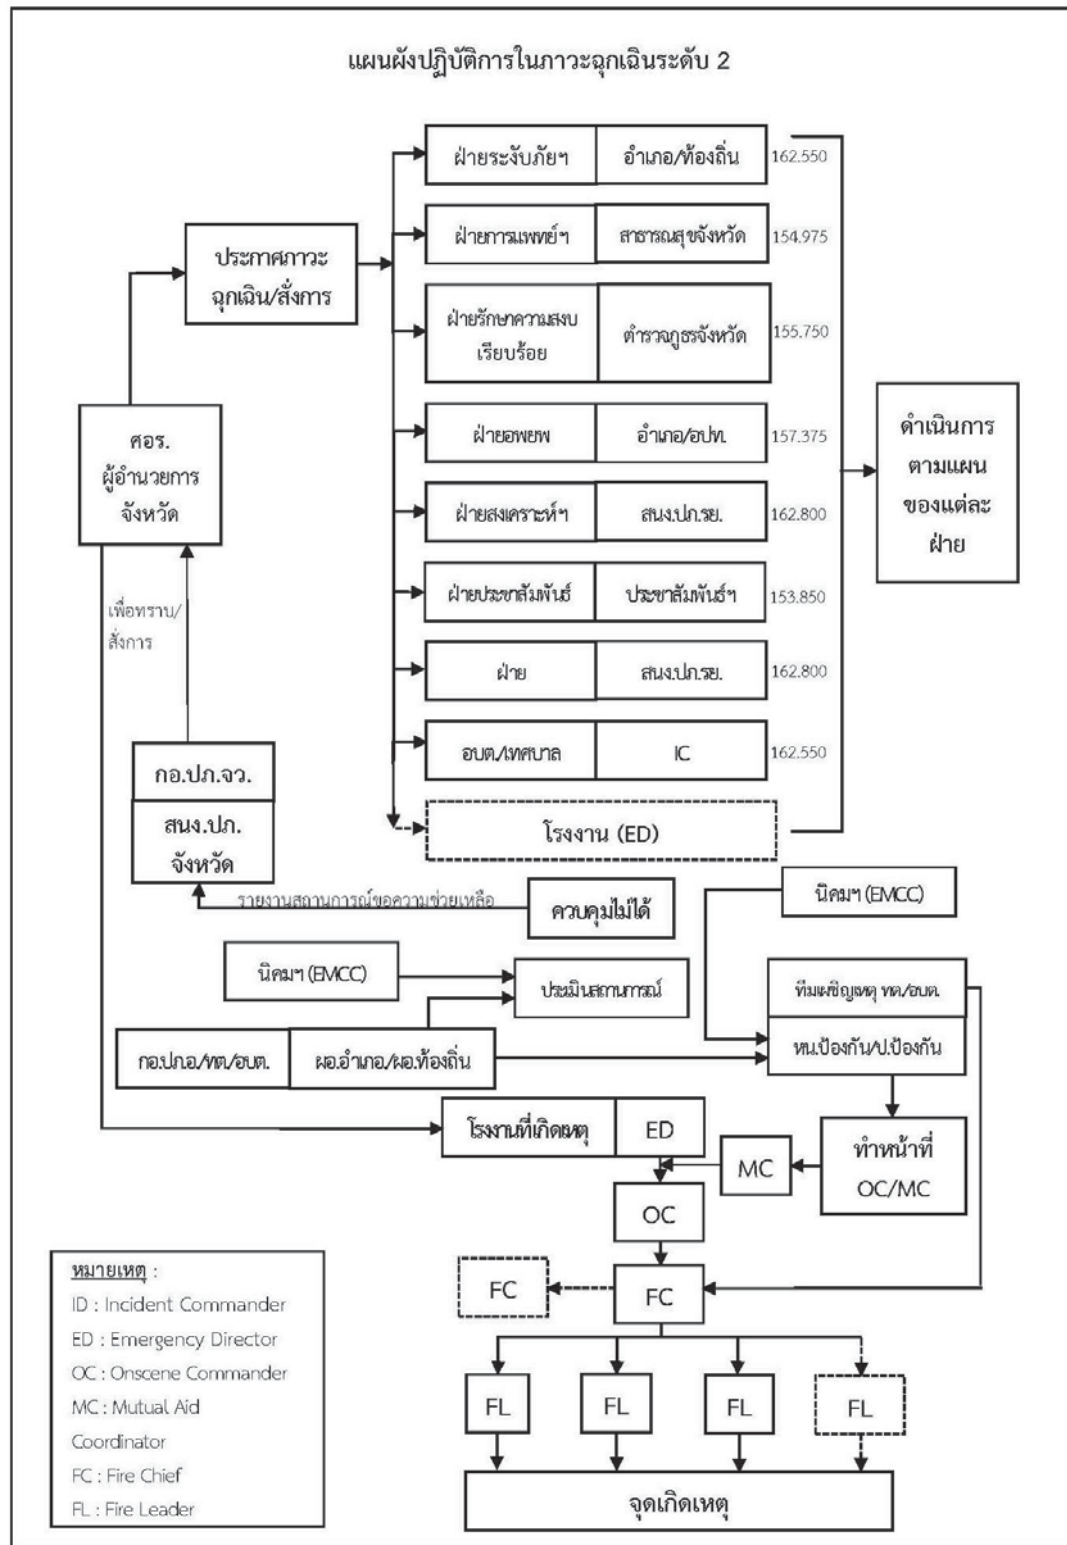 แผนผังปฏิบัติการในภาวะฉุกเฉินระดับ 2
ฝ่ายระงับภัยฯ
อำเภอ/ท้องถิ่น
162.550
ฝ่ายการแพทย์ฯ
สาธารณสุขจังหวัด
154.975
ประกาศภาวะ
ฉุกเฉิน/สั่งการ
ฝ่ายรักษาความสงบ
เรียบร้อย
ตำรวจภูธรจังหวัด
155.750
ฝ่ายอพยพ
อำเภอ/อปท.
157.375
ศอร.
ผู้อำนวยการ
จังหวัด
ดำเนินการ
ตามแผน
ของแต่ละ
ฝ่าย
ฝ่ายสงเคราะห์ฯ
สนง.ปภ.รย.
162.800
ฝ่ายประชาสัมพันธ์
ประชาสัมพันธ์ฯ
153.850
เพื่อทราบ/
สั่งการ
ฝ่าย
สนง.ปภ.รย.
162.800
อบต./เทศบาล
IC
162.550
กอ.ปภ.จว.
สนง.ปภ.
จังหวัด
โรงงาน (ED)
รายงานสถานการณ์ขอความช่วยเหลือ
ควบคุมไม่ได้
นิคมฯ (EMCC)
นิคมฯ (EMCC)
ประเมินสถานการณ์
ทีมเผชิญเหตุ ทต/อบต.
หน.ป้องกัน/ป.ป้องกัน
กอ.ปภ.อ/ทต/อบต.
ผอ.อำเภอ/ผอ.ท้องถิ่น
โรงงานที่เกิดเหตุ
ED
MC
ทำหน้าที่
OC/MC
OC
FC
FC
FL
FL
FL
FL
จุดเกิดเหตุ
หมายเหตุ :
ID : Incident Commander
ED : Emergency Director
OC : Onscene Commander
MC : Mutual Aid
Coordinator
FC : Fire Chief
FL : Fire Leader